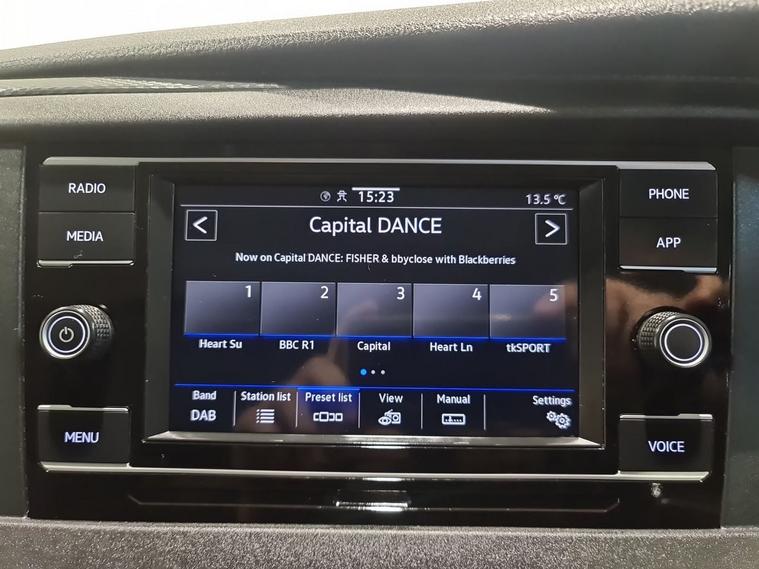 RADIO
MEDIA
MENU
15:23
13.5 °C
Capital DANCE
Now on Capital DANCE: FISHER & bbyclose with Blackberries
1
2
3
4
5
Heart Su
BBC R1
Capital
Heart Ln
tkSPORT
Band
DAB
Station list
Preset list
View
Manual
Settings
PHONE
APP
VOICE